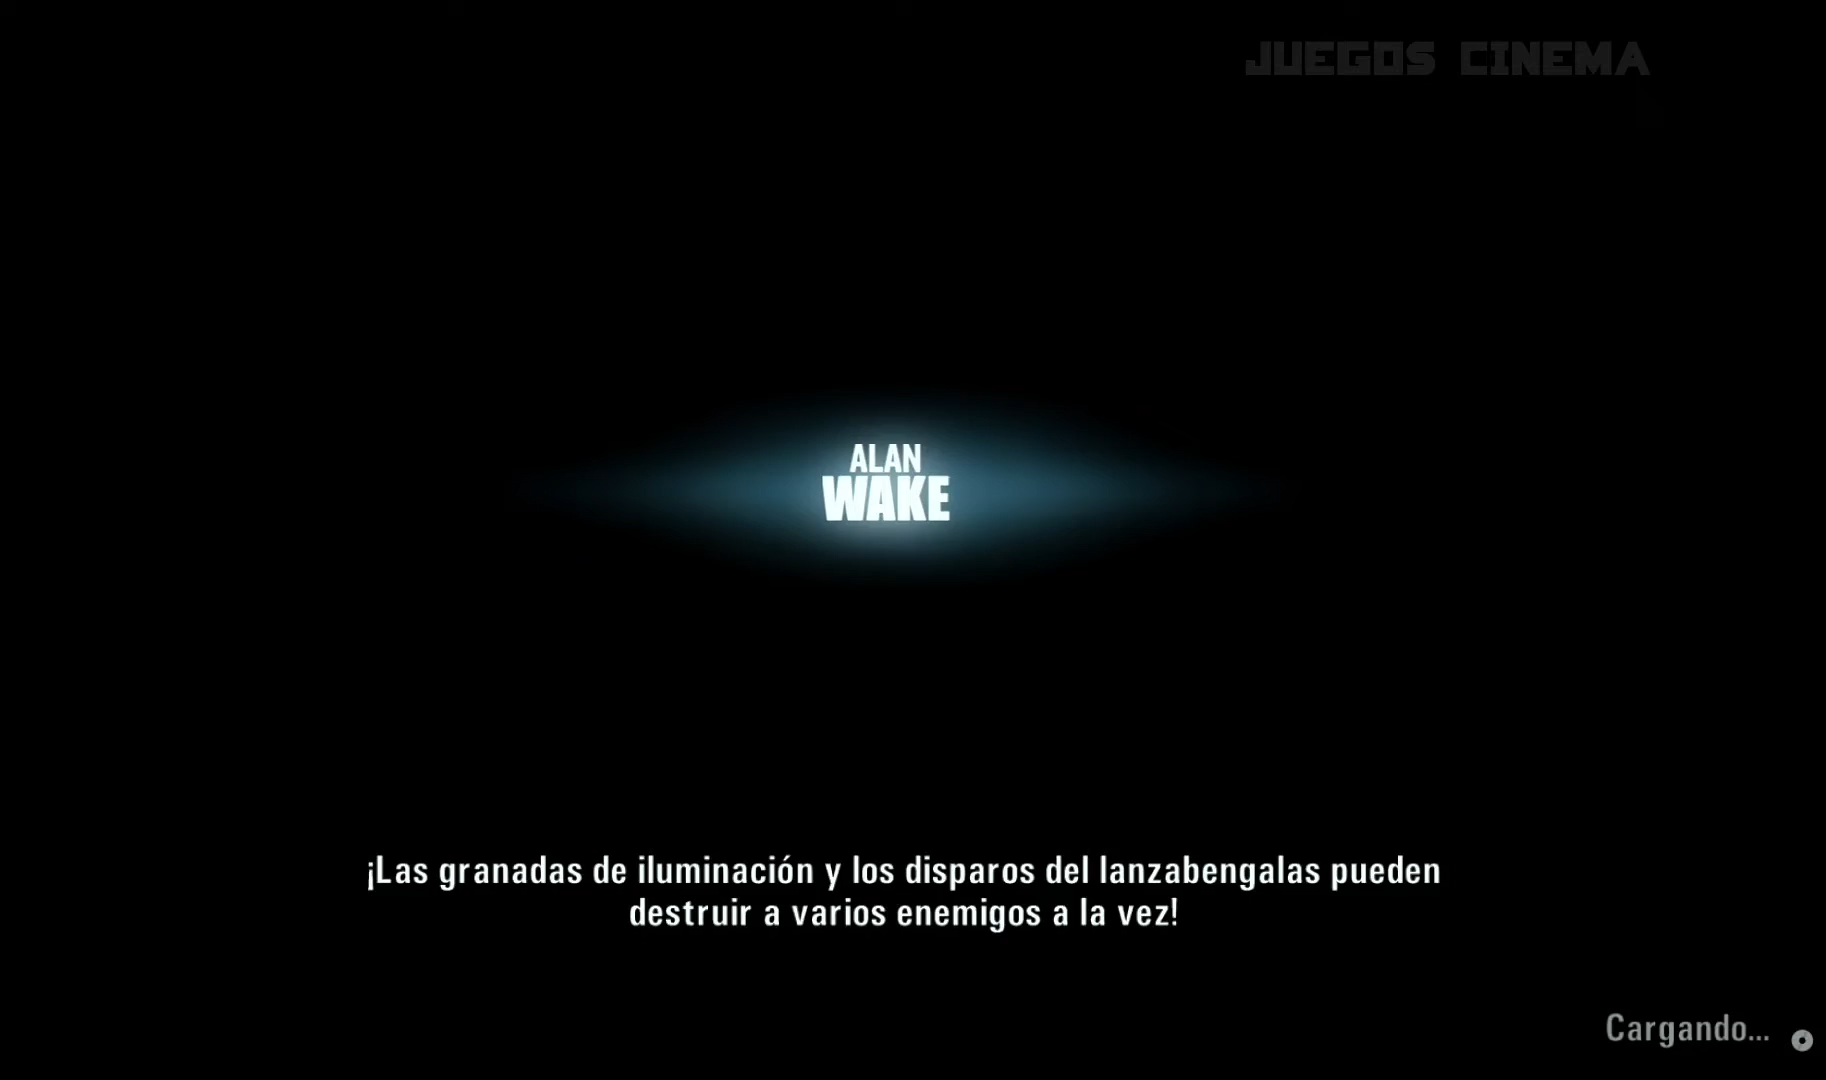 JUEGOS CINEMA
ALAN
WAKE
¡Las granadas de iluminación y los disparos del lanzabengalas pueden
destruir a varios enemigos a la vez!
Cargando...